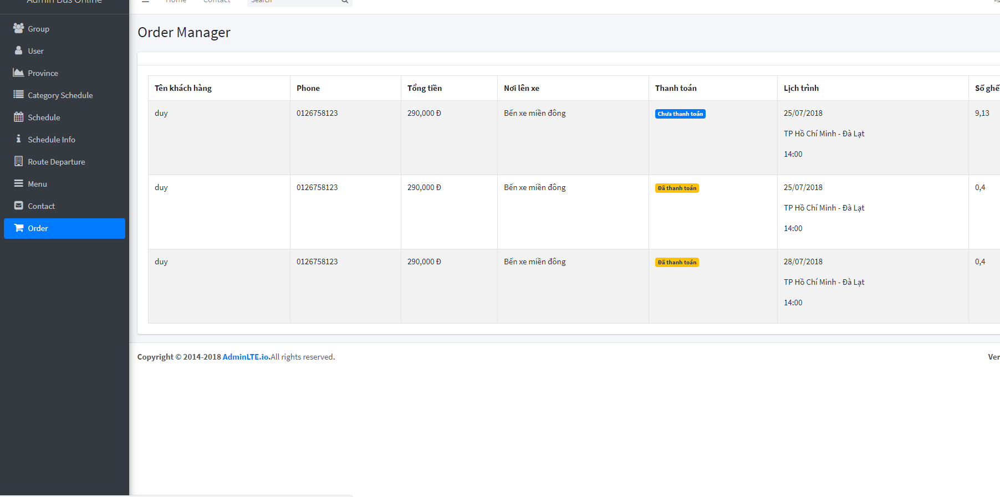 Admin Bus Online
Home Contact Search
Group
User
Province
Category Schedule
Schedule
Schedule Info
Route Departure
Menu
Contact
Order
Order Manager
Tên khách hàng Phone Tổng tiền Nơi lên xe Thanh toán Lịch trình Số ghế
duy 0126758123 290,000 Đ Bến xe miền đông Chưa thanh toán 25/07/2018 9,13
TP Hồ Chí Minh - Đà Lạt
14:00
duy 0126758123 290,000 Đ Bến xe miền đông Đã thanh toán 25/07/2018 0,4
TP Hồ Chí Minh - Đà Lạt
14:00
duy 0126758123 290,000 Đ Bến xe miền đông Đã thanh toán 28/07/2018 0,4
TP Hồ Chí Minh - Đà Lạt
14:00
Copyright © 2014-2018 AdminLTE.io.All rights reserved. Ver